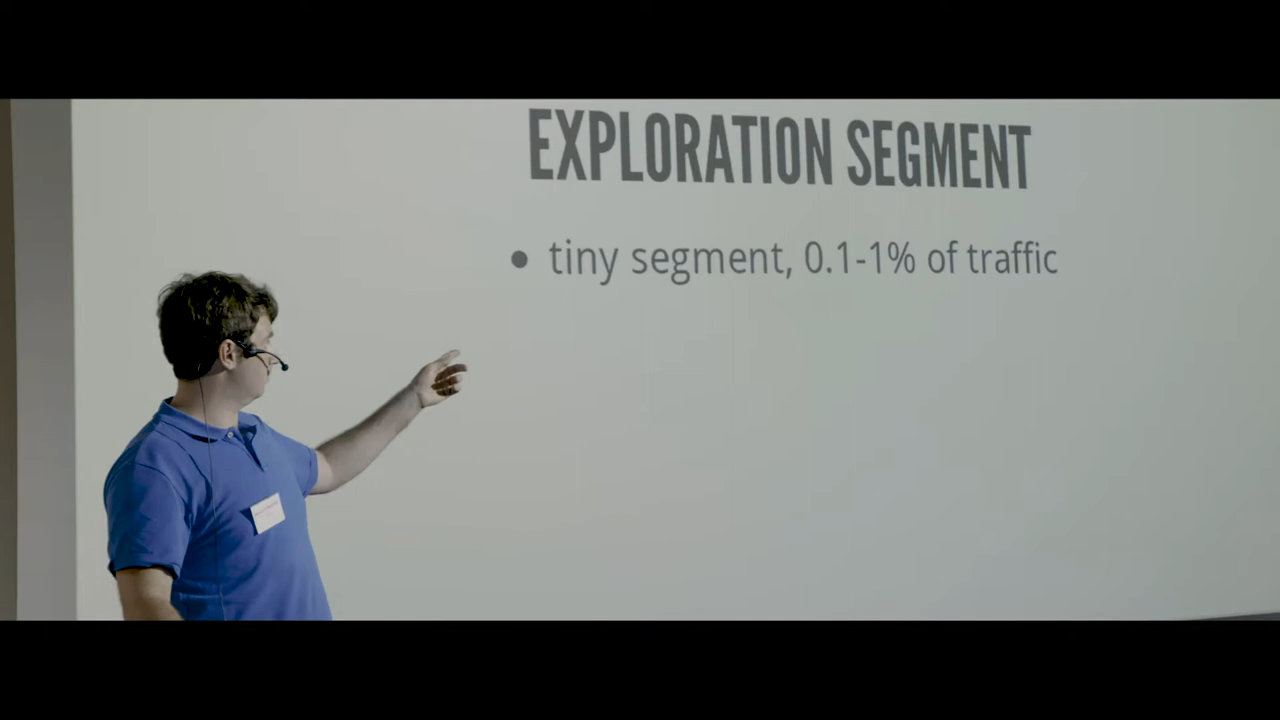 EXPLORATION SEGMENT
• tiny segment, 0.1-1% of traffic